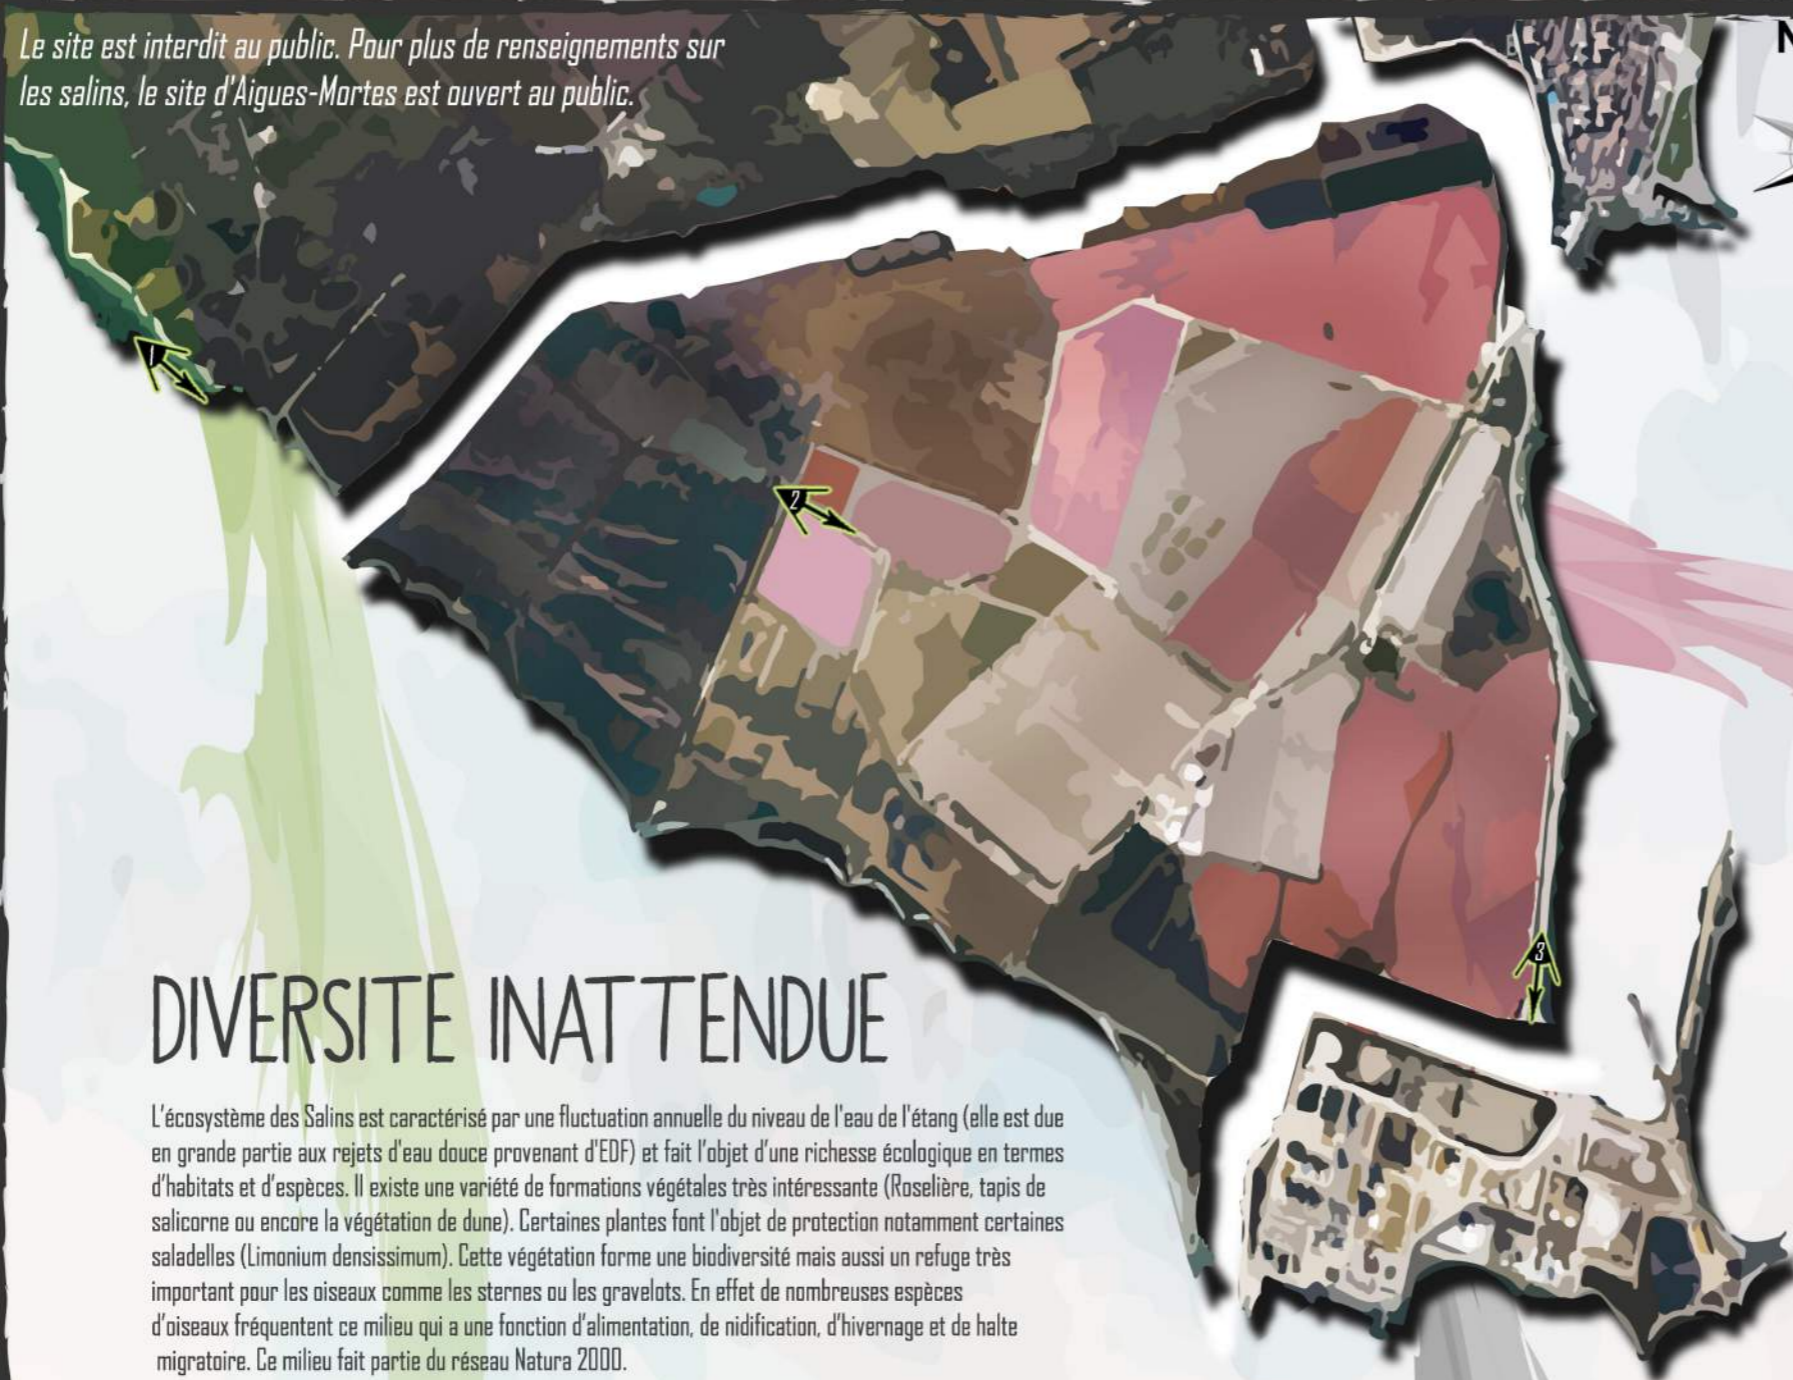 Le site est interdit au public. Pour plus de renseignements sur
les salins, le site d'Aigues-Mortes est ouvert au public.
N
1
2
3
DIVERSITE INATTENDUE
L'écosystème des Salins est caractérisé par une fluctuation annuelle du niveau de l'eau de l'étang (elle est due
en grande partie aux rejets d'eau douce provenant d'EDF) et fait l'objet d'une richesse écologique en termes
d'habitats et d'espèces. Il existe une variété de formations végétales très intéressante (Roselière, tapis de
salicorne ou encore la végétation de dune). Certaines plantes font l'objet de protection notamment certaines
saladelles (Limonium densissimum). Cette végétation forme une biodiversité mais aussi un refuge très
important pour les oiseaux comme les sternes ou les gravelots. En effet de nombreuses espèces
d'oiseaux fréquentent ce milieu qui a une fonction d'alimentation, de nidification, d'hivernage et de halte
migratoire. Ce milieu fait partie du réseau Natura 2000.